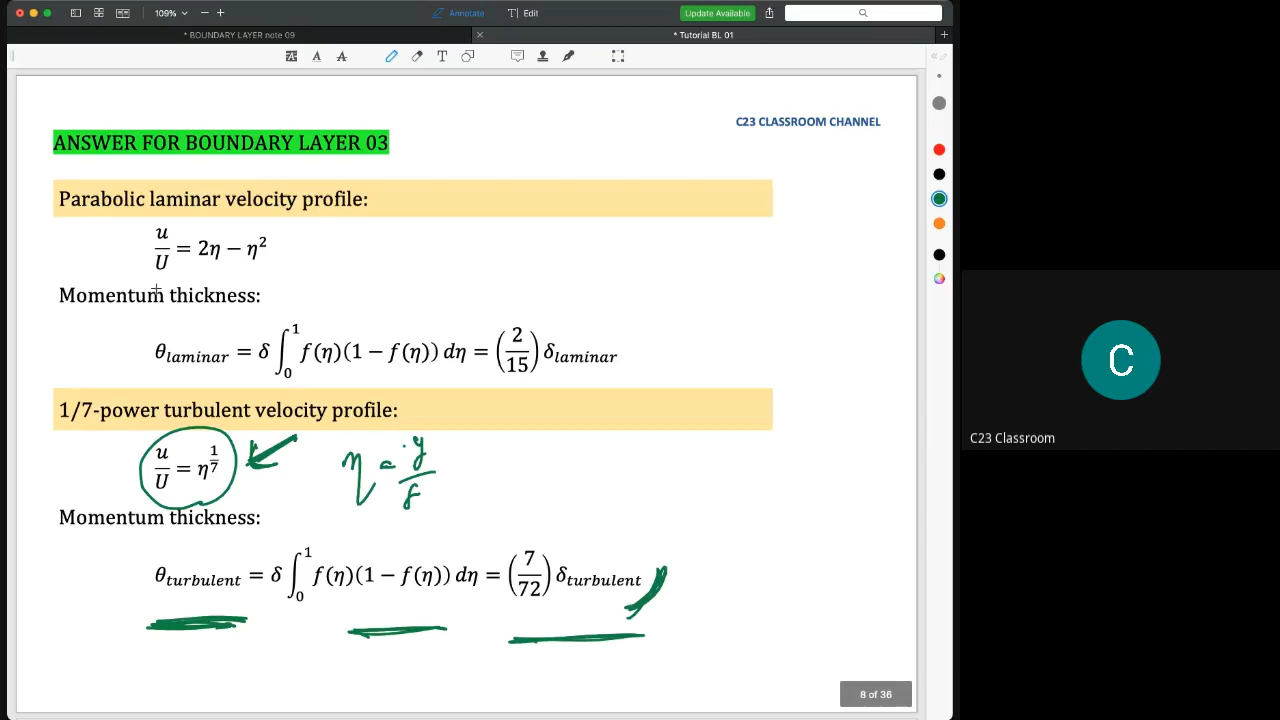 109%
Annotate
Edit
Update Available
* BOUNDARY LAYER note 09
* Tutorial BL 01
C23 CLASSROOM CHANNEL
ANSWER FOR BOUNDARY LAYER 03
Parabolic laminar velocity profile:
u/U = 2η − η²
Momentum thickness:
θ_laminar = δ ∫₀¹ f(η)(1 − f(η)) dη = (2/15) δ_laminar
1/7-power turbulent velocity profile:
u/U = η^(1/7)
η = y/δ
Momentum thickness:
θ_turbulent = δ ∫₀¹ f(η)(1 − f(η)) dη = (7/72) δ_turbulent
8 of 36
C
C23 Classroom